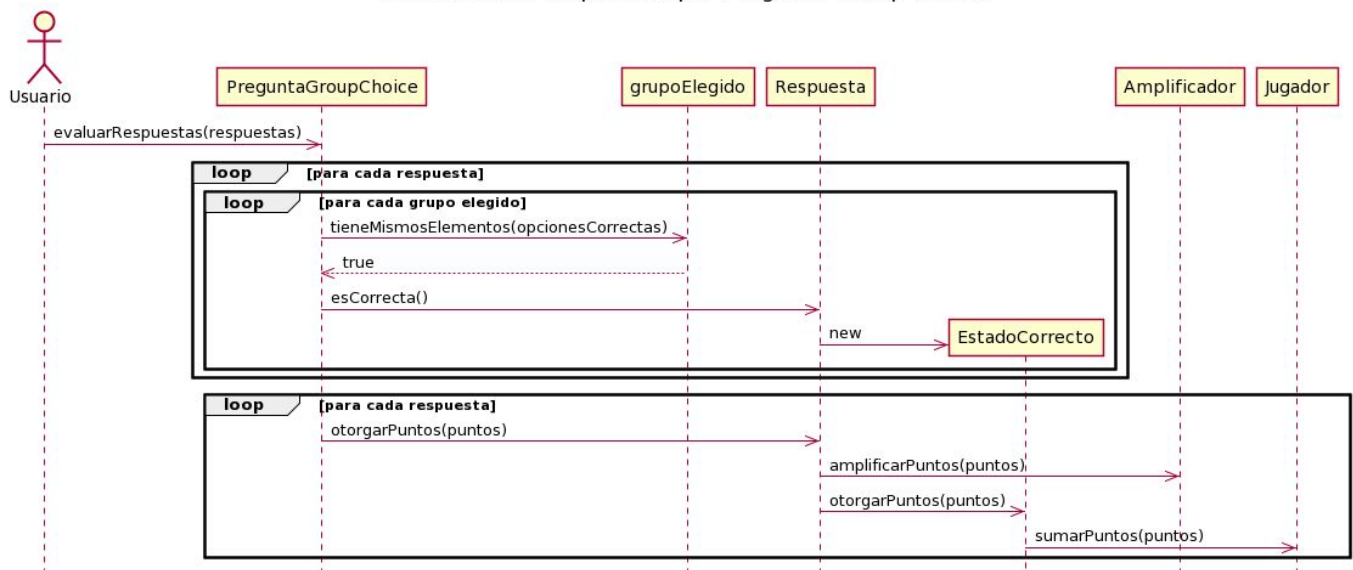 Usuario
PreguntaGroupChoice
grupoElegido
Respuesta
Amplificador
Jugador
evaluarRespuestas(respuestas)
loop [para cada respuesta]
loop [para cada grupo elegido]
tieneMismosElementos(opcionesCorrectas)
true
esCorrecta()
new
EstadoCorrecto
loop [para cada respuesta]
otorgarPuntos(puntos)
amplificarPuntos(puntos)
otorgarPuntos(puntos)
sumarPuntos(puntos)